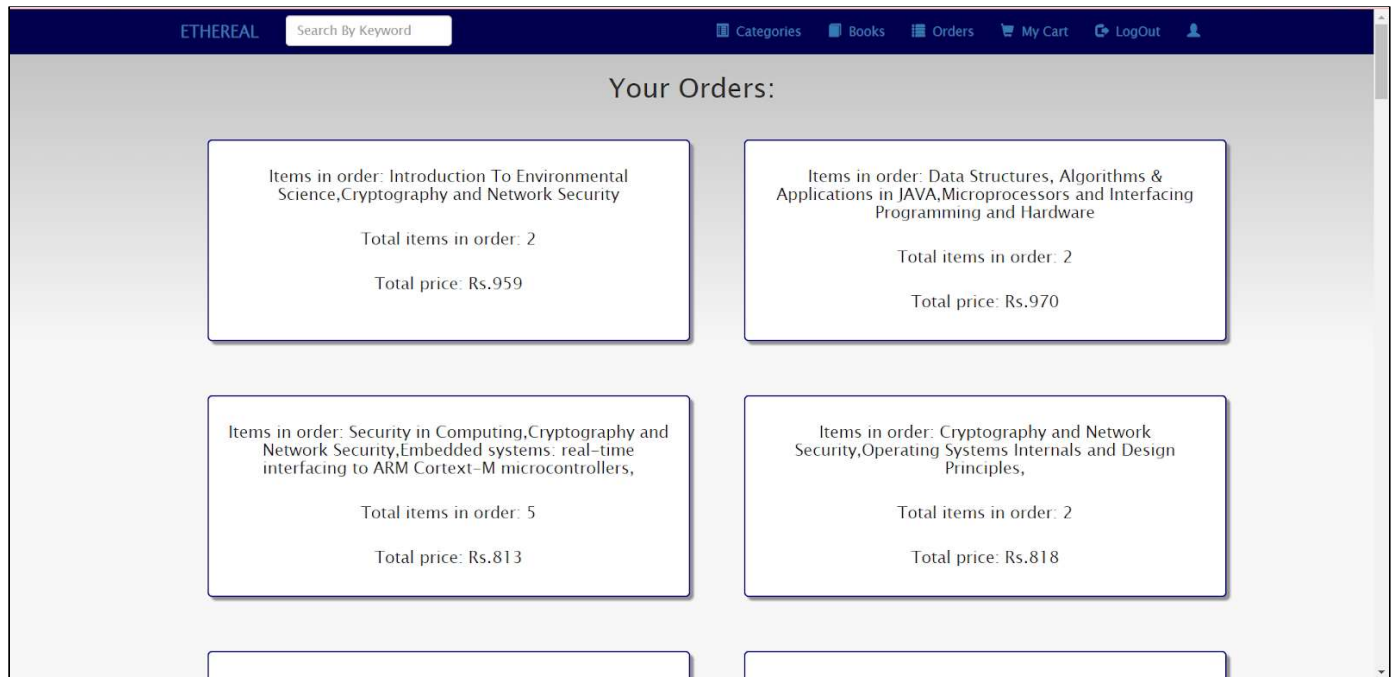 ETHEREAL
Search By Keyword
Categories
Books
Orders
My Cart
LogOut
Your Orders:
Items in order: Introduction To Environmental
Science,Cryptography and Network Security
Total items in order: 2
Total price: Rs.959
Items in order: Data Structures, Algorithms &
Applications in JAVA,Microprocessors and Interfacing
Programming and Hardware
Total items in order: 2
Total price: Rs.970
Items in order: Security in Computing,Cryptography and
Network Security,Embedded systems: real-time
interfacing to ARM Cortext-M microcontrollers,
Total items in order: 5
Total price: Rs.813
Items in order: Cryptography and Network
Security,Operating Systems Internals and Design
Principles,
Total items in order: 2
Total price: Rs.818